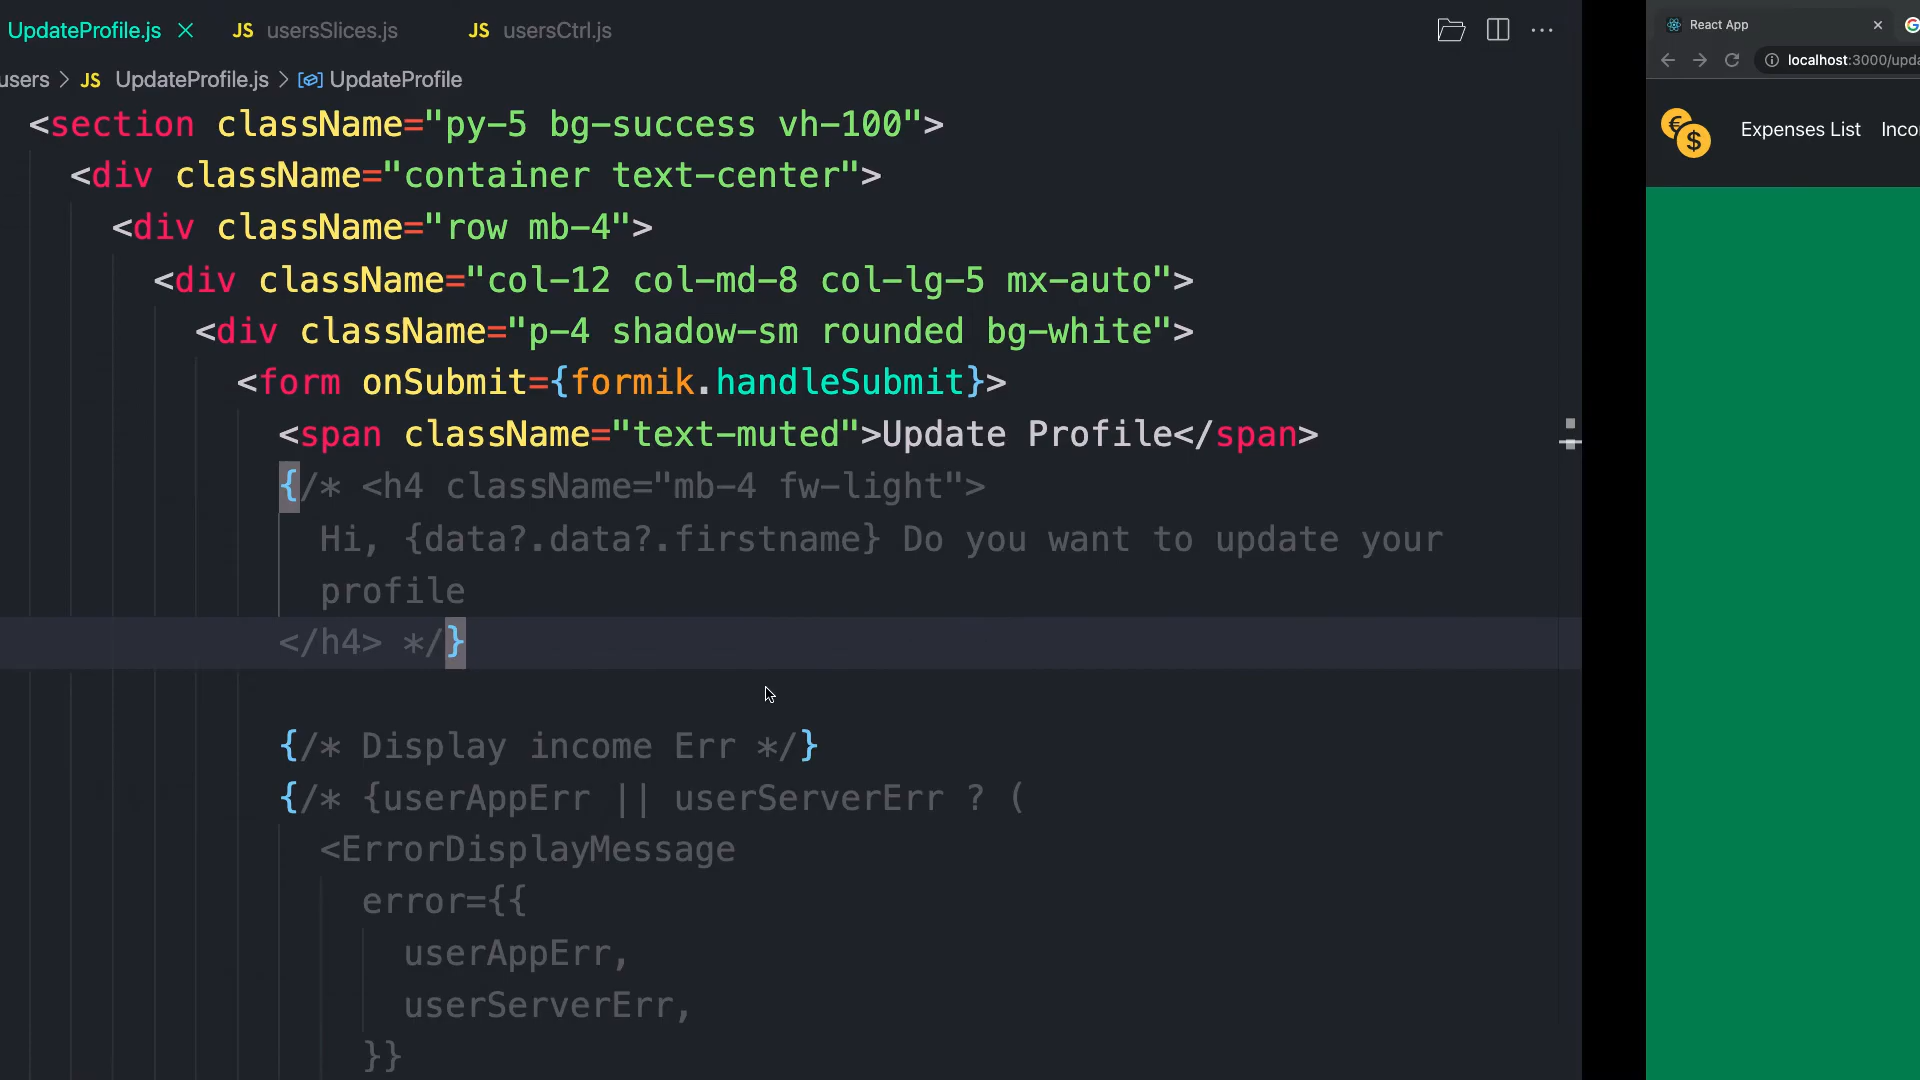 UpdateProfile.js
JS usersSlices.js
JS usersCtrl.js
users > JS UpdateProfile.js > UpdateProfile
<section className="py-5 bg-success vh-100">
<div className="container text-center">
<div className="row mb-4">
<div className="col-12 col-md-8 col-lg-5 mx-auto">
<div className="p-4 shadow-sm rounded bg-white">
<form onSubmit={formik.handleSubmit}>
<span className="text-muted">Update Profile</span>
{/* <h4 className="mb-4 fw-light">
Hi, {data?.data?.firstname} Do you want to update your
profile
</h4> */}
{/* Display income Err */}
{/* {userAppErr || userServerErr ? (
<ErrorDisplayMessage
error={{
userAppErr,
userServerErr,
}}
React App
localhost:3000/upda
€ $
Expenses List Inco